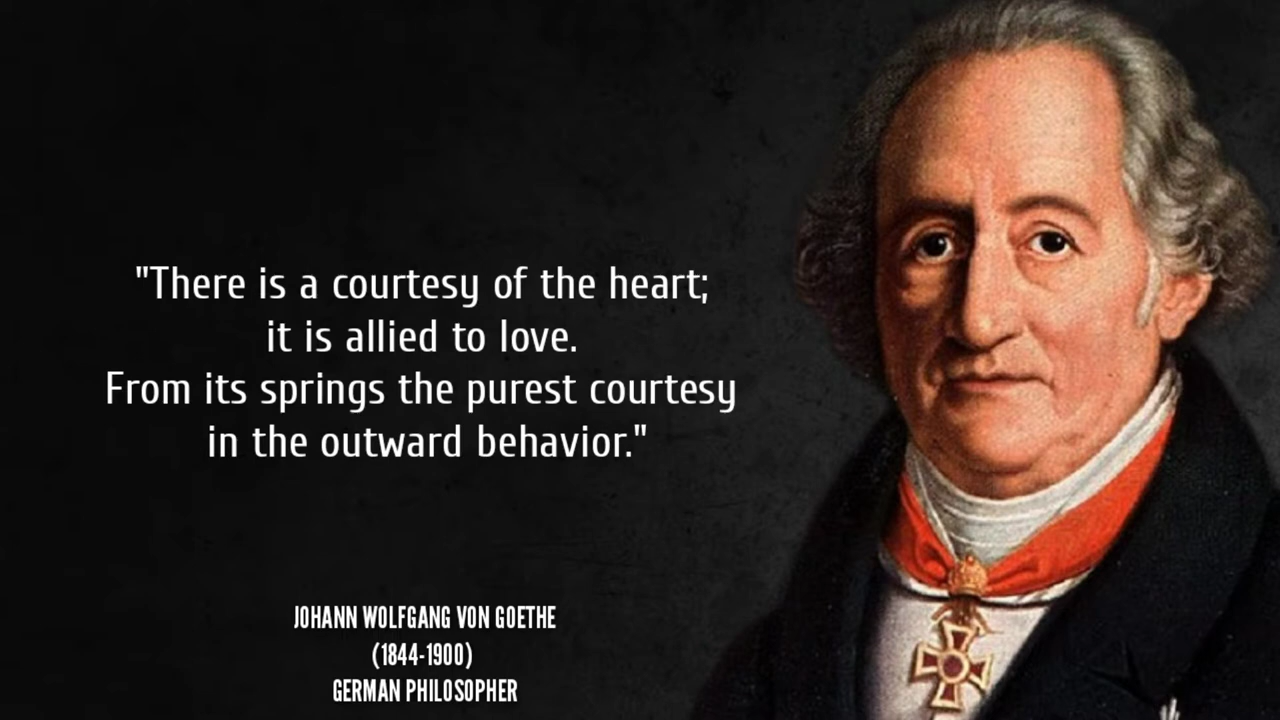 "There is a courtesy of the heart;
it is allied to love.
From its springs the purest courtesy
in the outward behavior."
JOHANN WOLFGANG VON GOETHE
(1844-1900)
GERMAN PHILOSOPHER